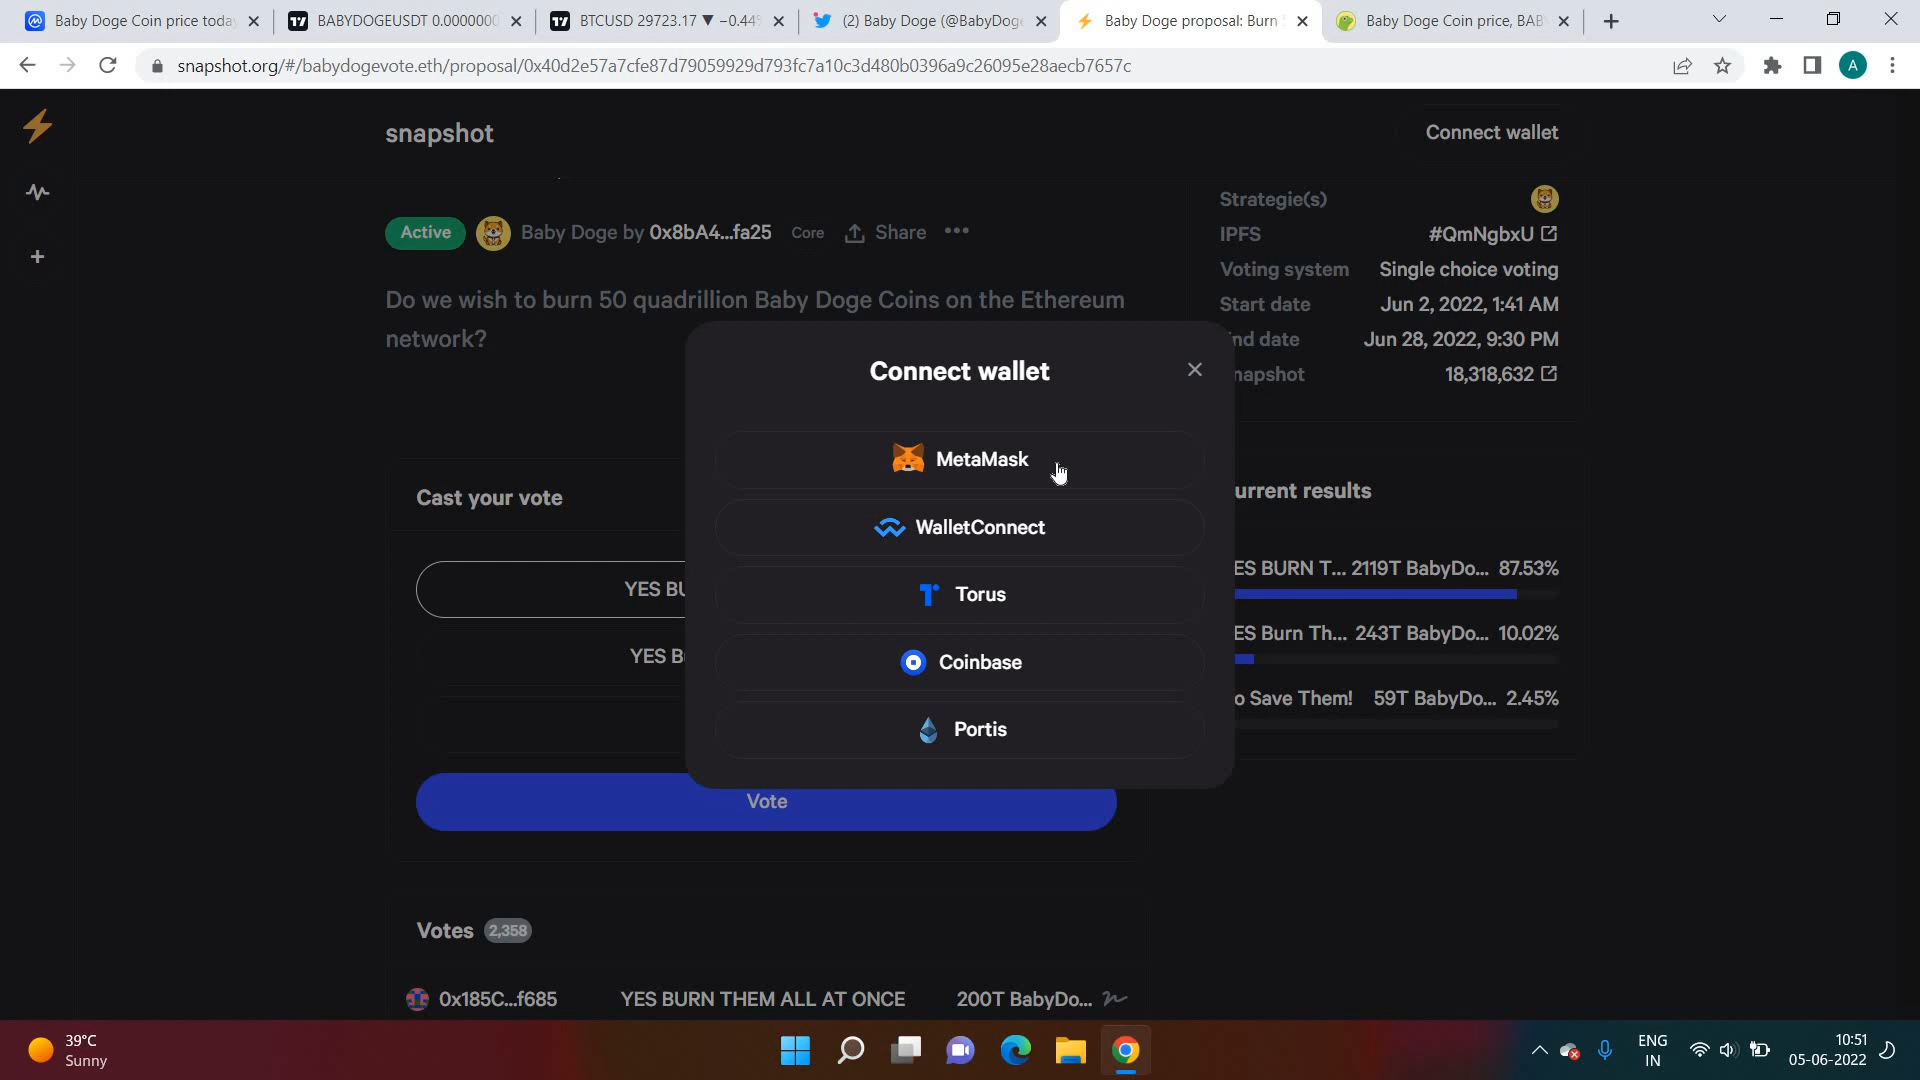 Baby Doge Coin price today
BABYDOGEUSDT 0.0000000
BTCUSD 29723.17 ▼ −0.44%
(2) Baby Doge (@BabyDoge
Baby Doge proposal: Burn
Baby Doge Coin price, BAB
snapshot.org/#/babydogevote.eth/proposal/0x40d2e57a7cfe87d79059929d793fc7a10c3d480b0396a9c26095e28aecb7657c
A
snapshot
Connect wallet
Active
Baby Doge by 0x8bA4...fa25
Core
Share
Do we wish to burn 50 quadrillion Baby Doge Coins on the Ethereum
network?
Strategie(s)
IPFS #QmNgbxU
Voting system Single choice voting
Start date Jun 2, 2022, 1:41 AM
nd date Jun 28, 2022, 9:30 PM
napshot 18,318,632
Connect wallet
MetaMask
WalletConnect
Torus
Coinbase
Portis
Cast your vote
YES BU
YES B
Vote
urrent results
ES BURN T... 2119T BabyDo... 87.53%
ES Burn Th... 243T BabyDo... 10.02%
o Save Them! 59T BabyDo... 2.45%
Votes 2,358
0x185C...f685 YES BURN THEM ALL AT ONCE 200T BabyDo...
39°C
Sunny
ENG
IN
10:51
05-06-2022